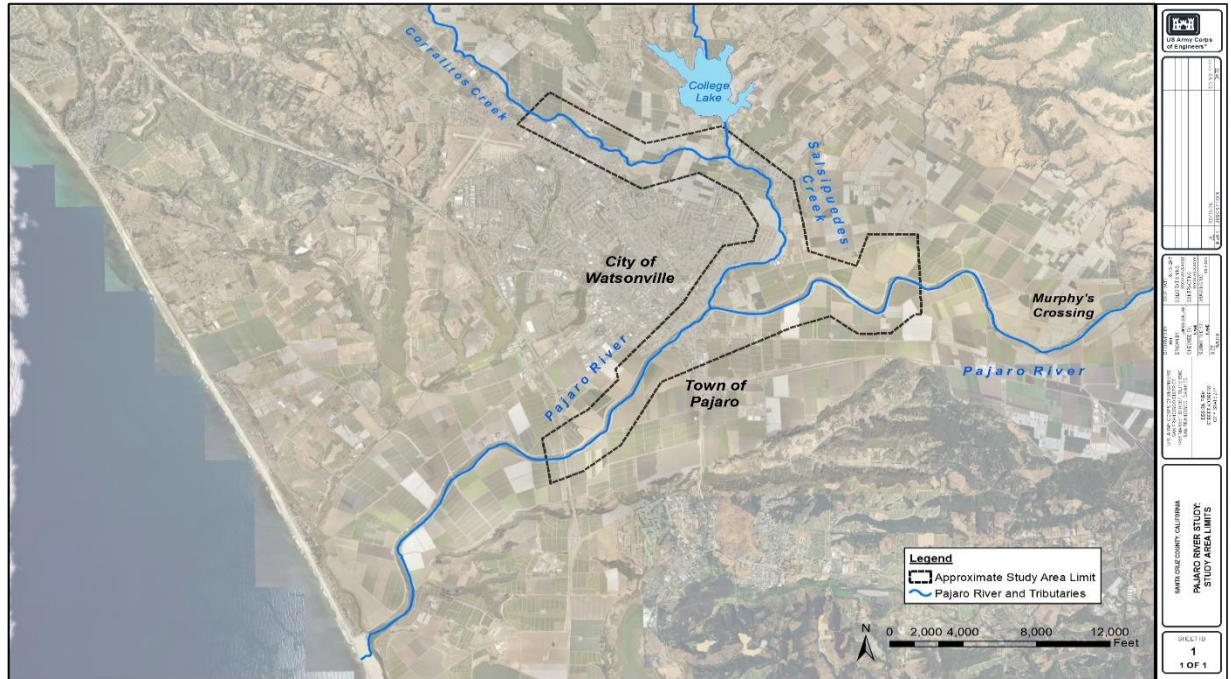 Corralitos Creek
College
Lake
Salsipuedes
Creek
City of
Watsonville
Murphy's
Crossing
Pajaro River
Pajaro River
Town of
Pajaro
Legend
Approximate Study Area Limit
Pajaro River and Tributaries
N
0 2,000 4,000 8,000 12,000
Feet
US Army Corps
of Engineers®
SANTA CRUZ COUNTY, CALIFORNIA
PAJARO RIVER STUDY:
STUDY AREA LIMITS
SHEET ID
1
1 OF 1